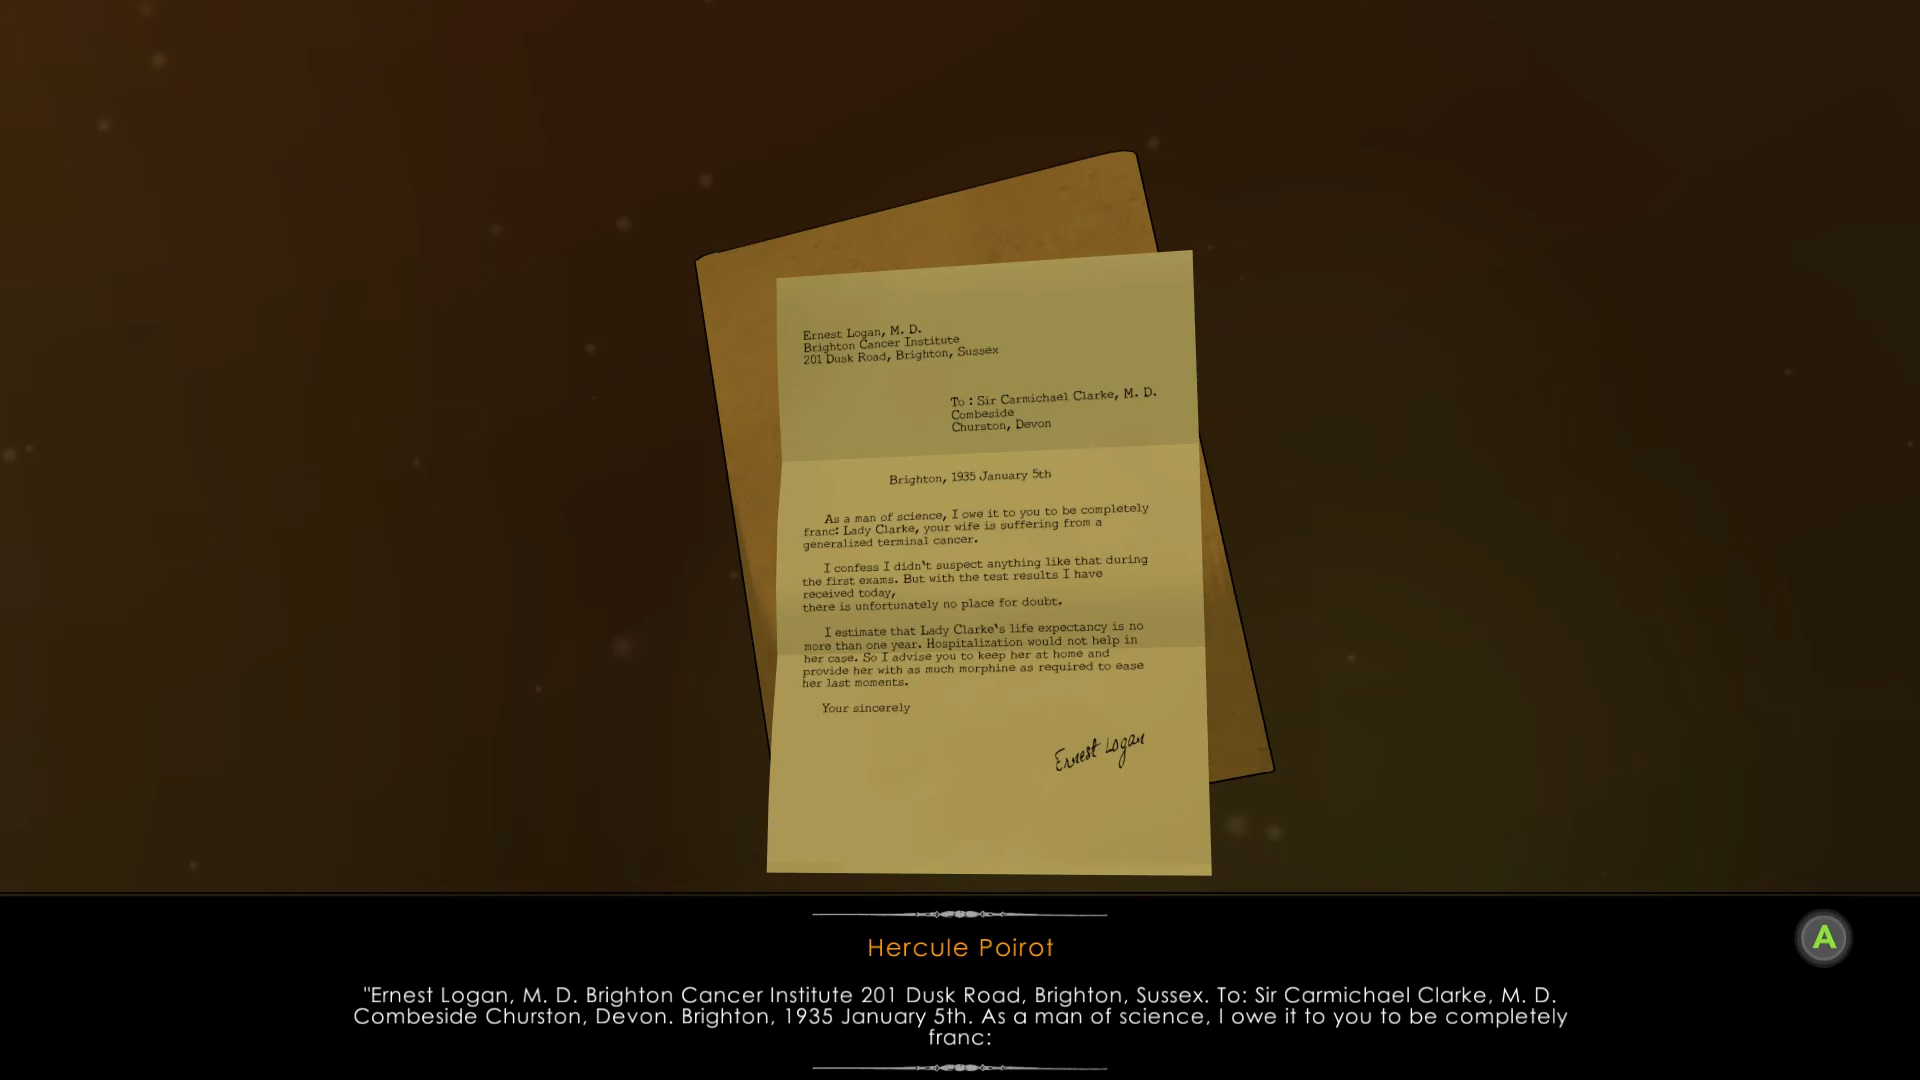 Ernest Logan, M. D.
Brighton Cancer Institute
201 Dusk Road, Brighton, Sussex
To : Sir Carmichael Clarke, M. D.
Combeside
Churston, Devon
Brighton, 1935 January 5th
As a man of science, I owe it to you to be completely
franc: Lady Clarke, your wife is suffering from a
generalized terminal cancer.
I confess I didn't suspect anything like that during
the first exams. But with the test results I have
received today,
there is unfortunately no place for doubt.
I estimate that Lady Clarke's life expectancy is no
more than one year. Hospitalization would not help in
her case. So I advise you to keep her at home and
provide her with as much morphine as required to ease
her last moments.
Your sincerely
Ernest Logan
Hercule Poirot
A
"Ernest Logan, M. D. Brighton Cancer Institute 201 Dusk Road, Brighton, Sussex. To: Sir Carmichael Clarke, M. D.
Combeside Churston, Devon. Brighton, 1935 January 5th. As a man of science, I owe it to you to be completely
franc: